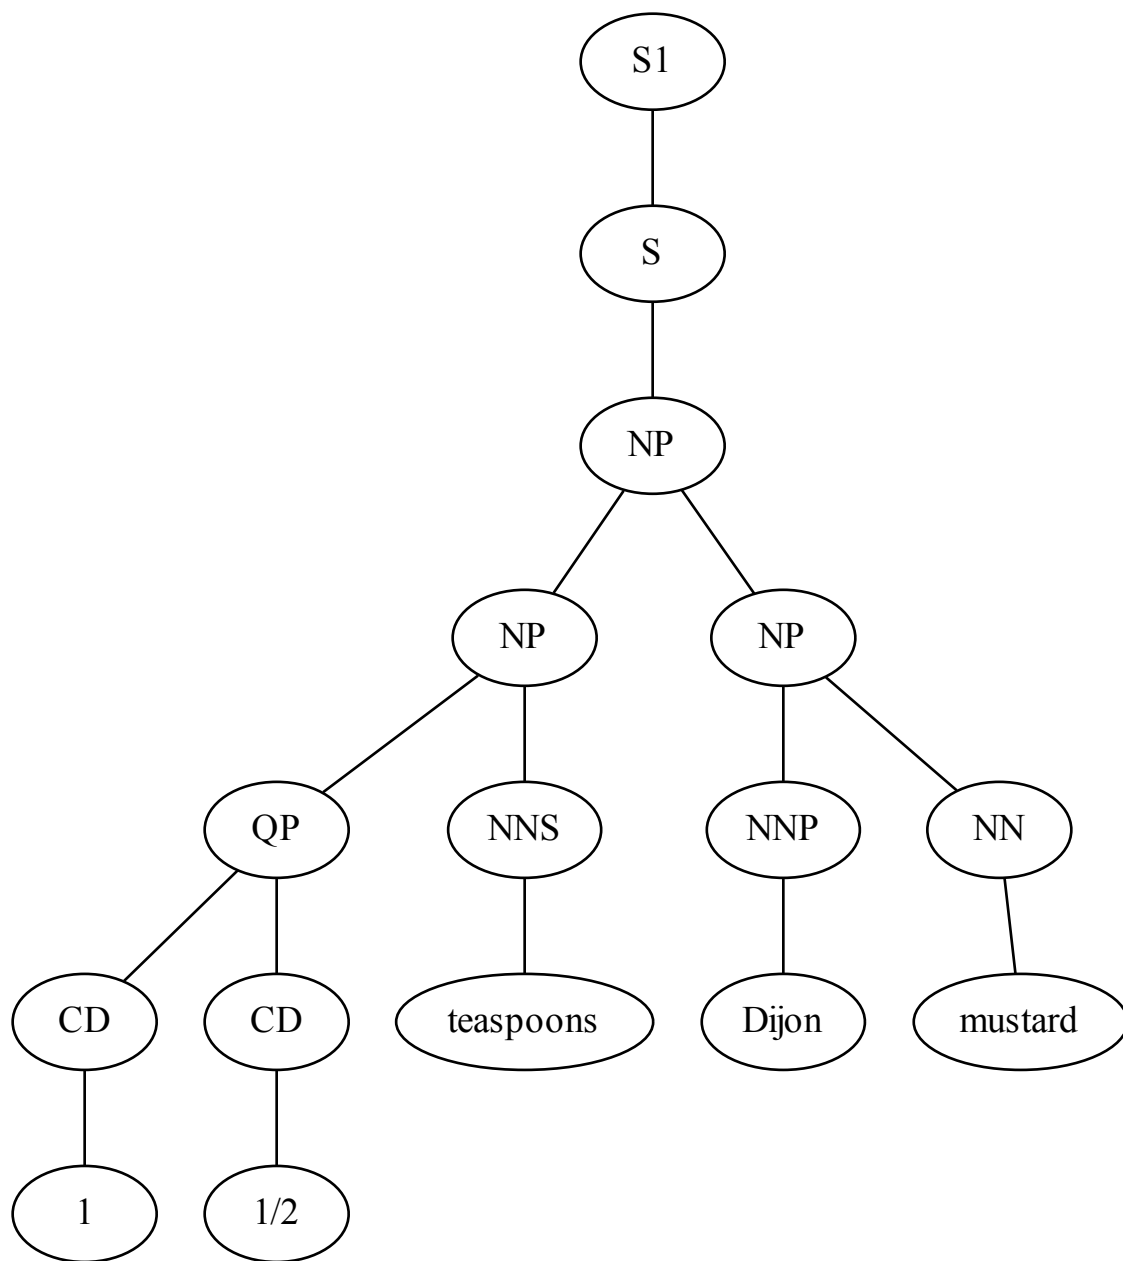 S1
S
NP
NP NP
QP NNS NNP NN
CD CD teaspoons Dijon mustard
1 1/2